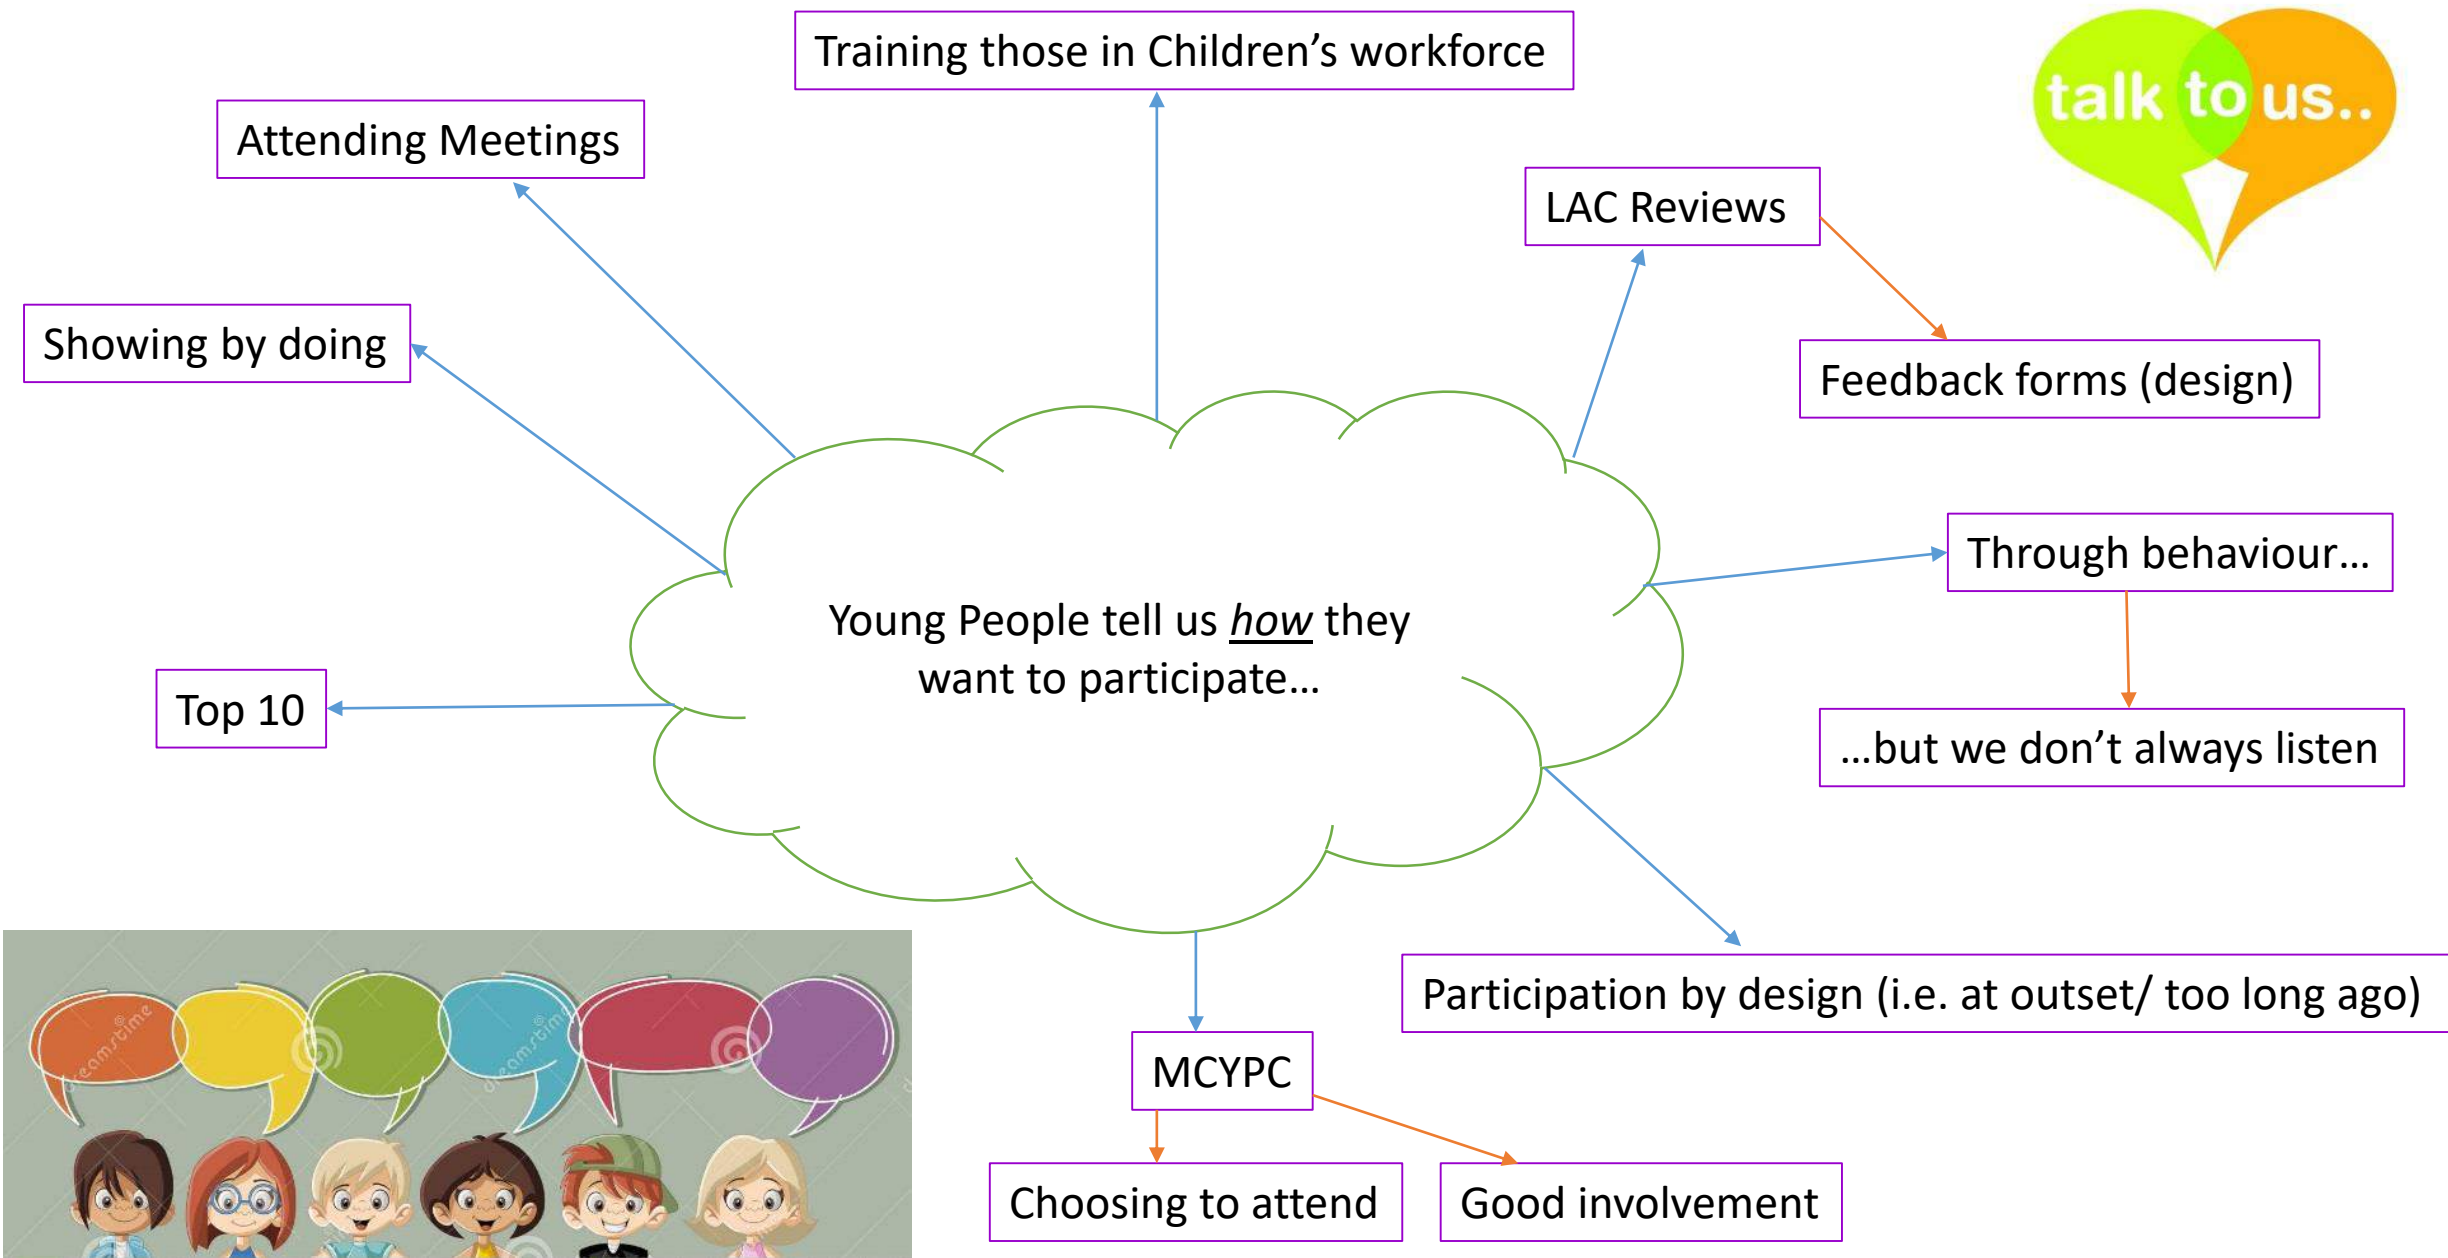 Training those in Children’s workforce
talk to us..
Attending Meetings
LAC Reviews
Showing by doing
Feedback forms (design)
Through behaviour...
Young People tell us how they
want to participate...
Top 10
...but we don’t always listen
Participation by design (i.e. at outset/ too long ago)
MCYPC
Choosing to attend
Good involvement
dreamstime
dreamstime